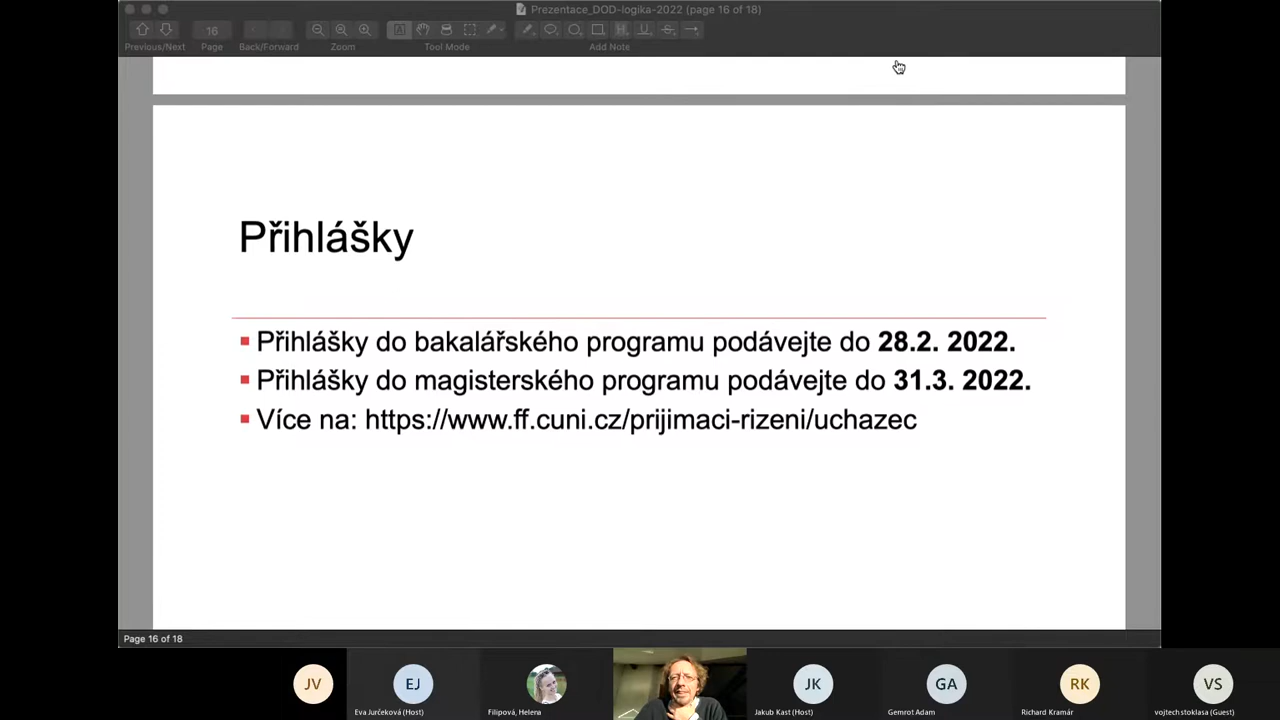 Prezentace_DOD-logika-2022 (page 16 of 18)
16
Previous/Next Page Back/Forward Zoom Tool Mode Add Note
Přihlášky
Přihlášky do bakalářského programu podávejte do 28.2. 2022.
Přihlášky do magisterského programu podávejte do 31.3. 2022.
Více na: https://www.ff.cuni.cz/prijimaci-rizeni/uchazec
Page 16 of 18
JV EJ JK GA RK VS
Eva Jurčeková (Host) Filipová, Helena Jakub Kast (Host) Gemrot Adam Richard Kramár vojtech stoklasa (Guest)